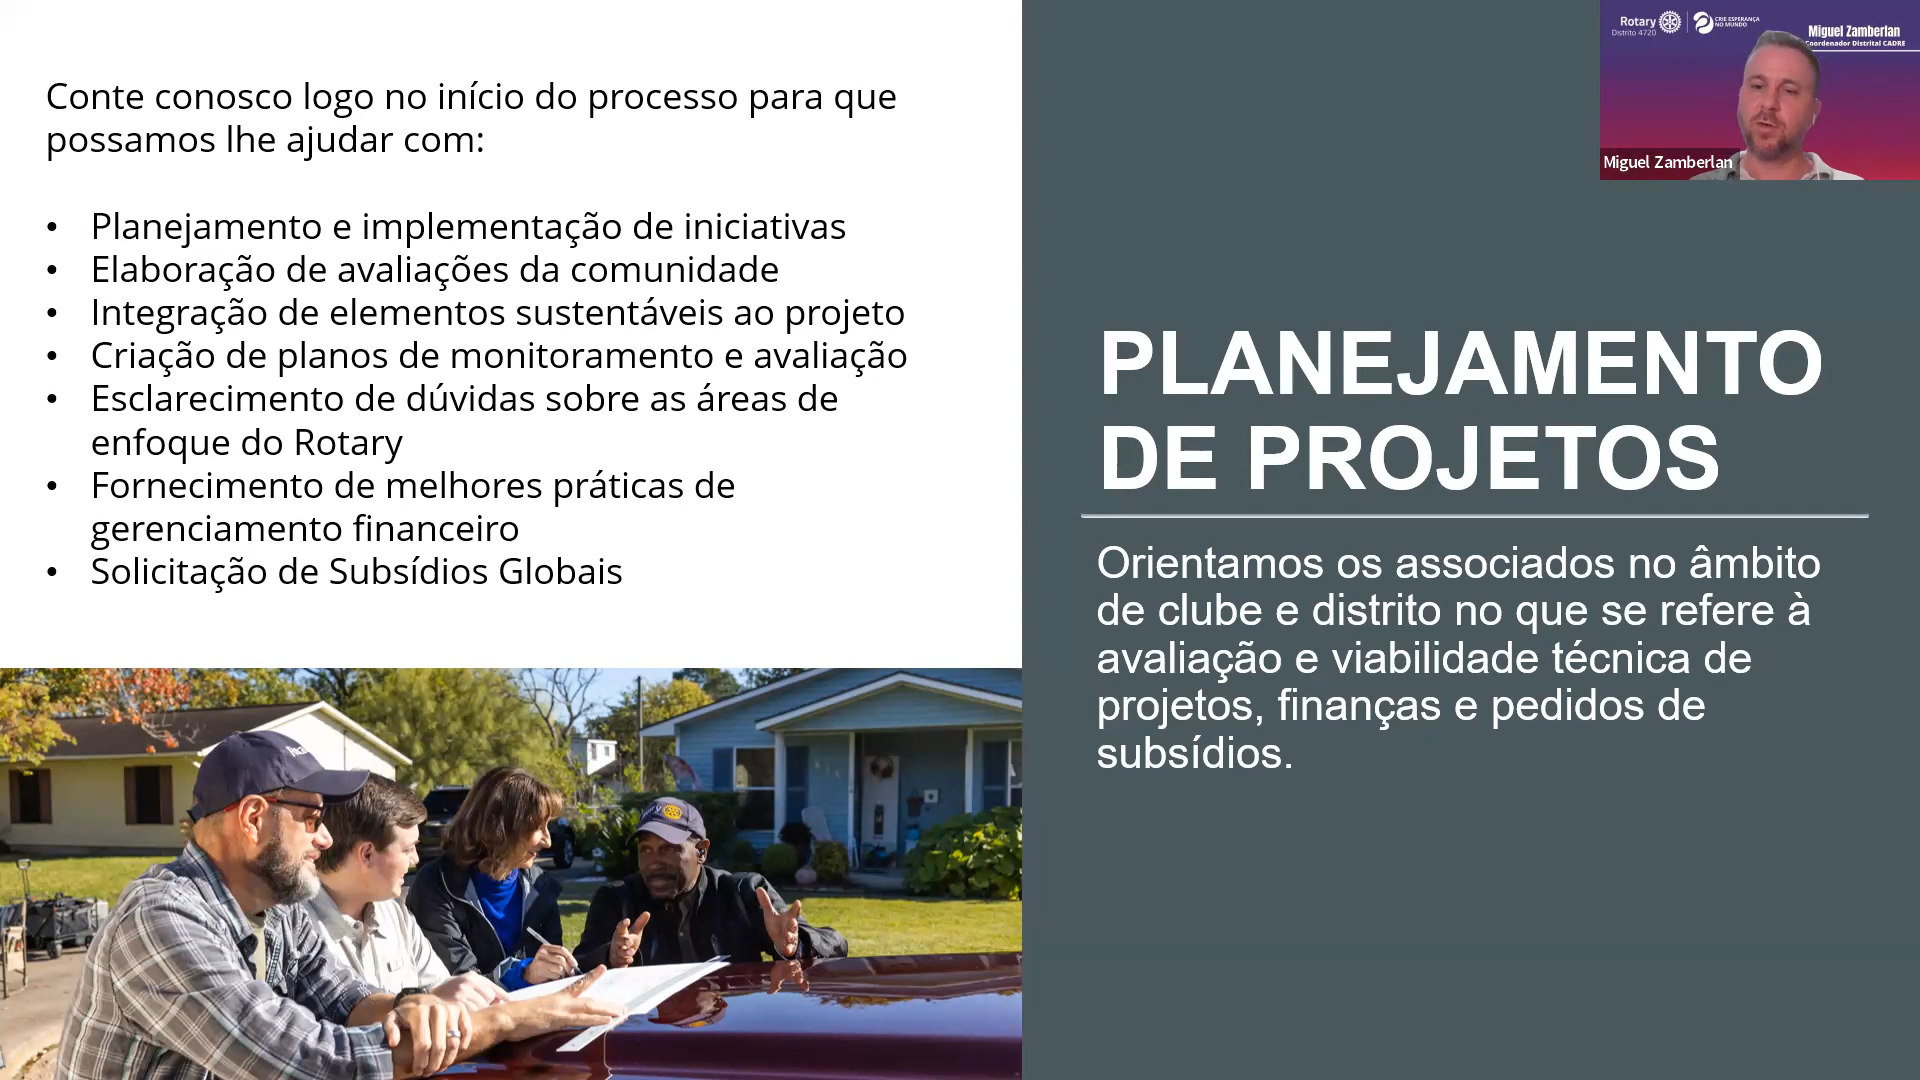 Conte conosco logo no início do processo para que
possamos lhe ajudar com:
• Planejamento e implementação de iniciativas
• Elaboração de avaliações da comunidade
• Integração de elementos sustentáveis ao projeto
• Criação de planos de monitoramento e avaliação
• Esclarecimento de dúvidas sobre as áreas de
enfoque do Rotary
• Fornecimento de melhores práticas de
gerenciamento financeiro
• Solicitação de Subsídios Globais
PLANEJAMENTO
DE PROJETOS
Orientamos os associados no âmbito
de clube e distrito no que se refere à
avaliação e viabilidade técnica de
projetos, finanças e pedidos de
subsídios.
Rotary
Distrito 4720
CRIE ESPERANÇA
NO MUNDO
Miguel Zamberlan
Coordenador Distrital CADRE
Miguel Zamberlan